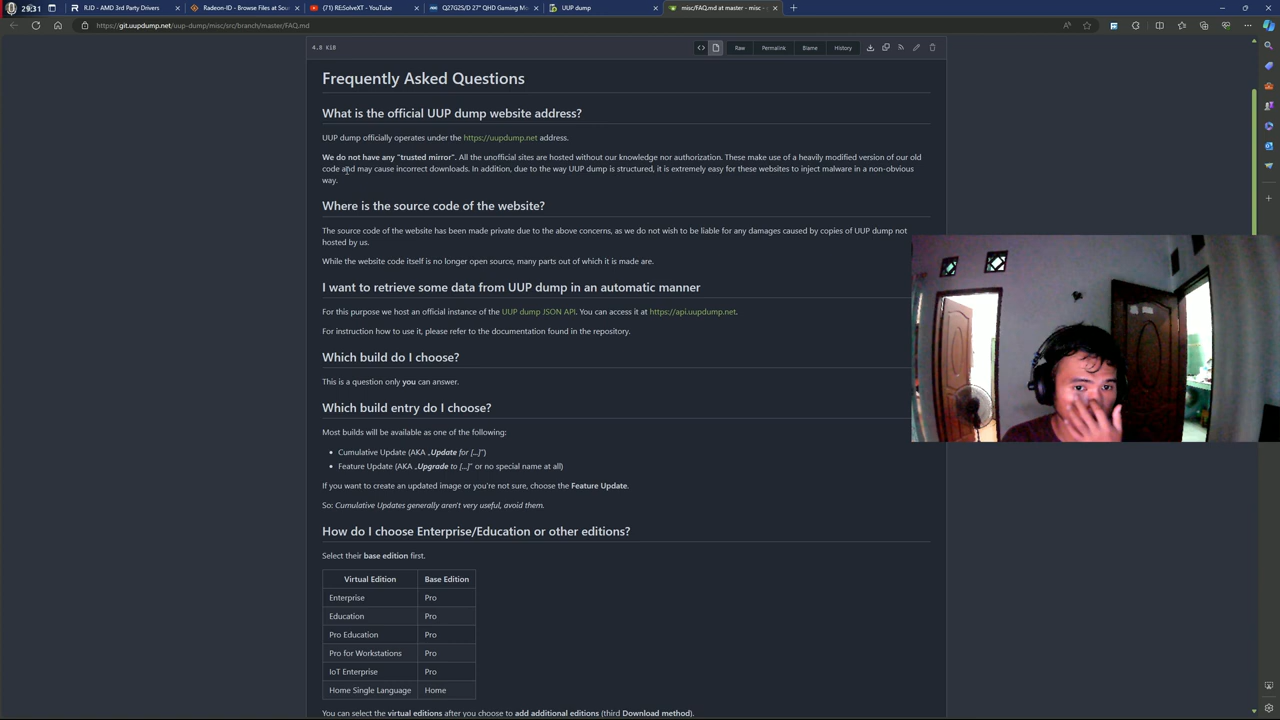 29:31
RJD - AMD 3rd Party Drivers
Radeon-ID - Browse Files at Sou
(71) RE:SolveXT - YouTube
Q27G2S/D 27" QHD Gaming Mo
UUP dump
misc/FAQ.md at master - misc -
https://git.uupdump.net/uup-dump/misc/src/branch/master/FAQ.md
4.8 KiB
Raw
Permalink
Blame
History
Frequently Asked Questions
What is the official UUP dump website address?
UUP dump officially operates under the https://uupdump.net address.
We do not have any "trusted mirror". All the unofficial sites are hosted without our knowledge nor authorization. These make use of a heavily modified version of our old
code and may cause incorrect downloads. In addition, due to the way UUP dump is structured, it is extremely easy for these websites to inject malware in a non-obvious
way.
Where is the source code of the website?
The source code of the website has been made private due to the above concerns, as we do not wish to be liable for any damages caused by copies of UUP dump not
hosted by us.
While the website code itself is no longer open source, many parts out of which it is made are.
I want to retrieve some data from UUP dump in an automatic manner
For this purpose we host an official instance of the UUP dump JSON API. You can access it at https://api.uupdump.net.
For instruction how to use it, please refer to the documentation found in the repository.
Which build do I choose?
This is a question only you can answer.
Which build entry do I choose?
Most builds will be available as one of the following:
• Cumulative Update (AKA „Update for [...]")
• Feature Update (AKA „Upgrade to [...]" or no special name at all)
If you want to create an updated image or you're not sure, choose the Feature Update.
So: Cumulative Updates generally aren't very useful, avoid them.
How do I choose Enterprise/Education or other editions?
Select their base edition first.
Virtual Edition Base Edition
Enterprise Pro
Education Pro
Pro Education Pro
Pro for Workstations Pro
IoT Enterprise Pro
Home Single Language Home
You can select the virtual editions after you choose to add additional editions (third Download method).